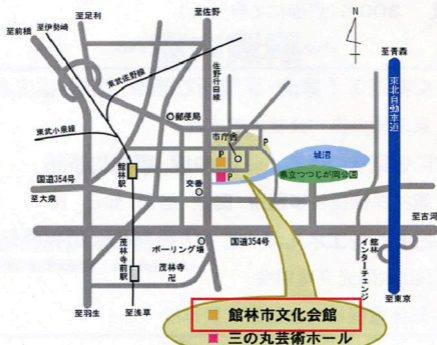 至伊勢崎
至足利
至佐野
至前橋
4
至青森
東武佐野線
佐野行田線
東北自動車道
郵便局
市庁舎
P
東武小泉線
城沼
P
P
館林駅
県立つつじが岡公園
国道354号
交番
至大泉
至古河
茂林寺前駅
ボーリング場
国道354号
館林インターチェンジ
茂林寺
卍
至羽生
至浅草
至東京
館林市文化会館
三の丸芸術ホール